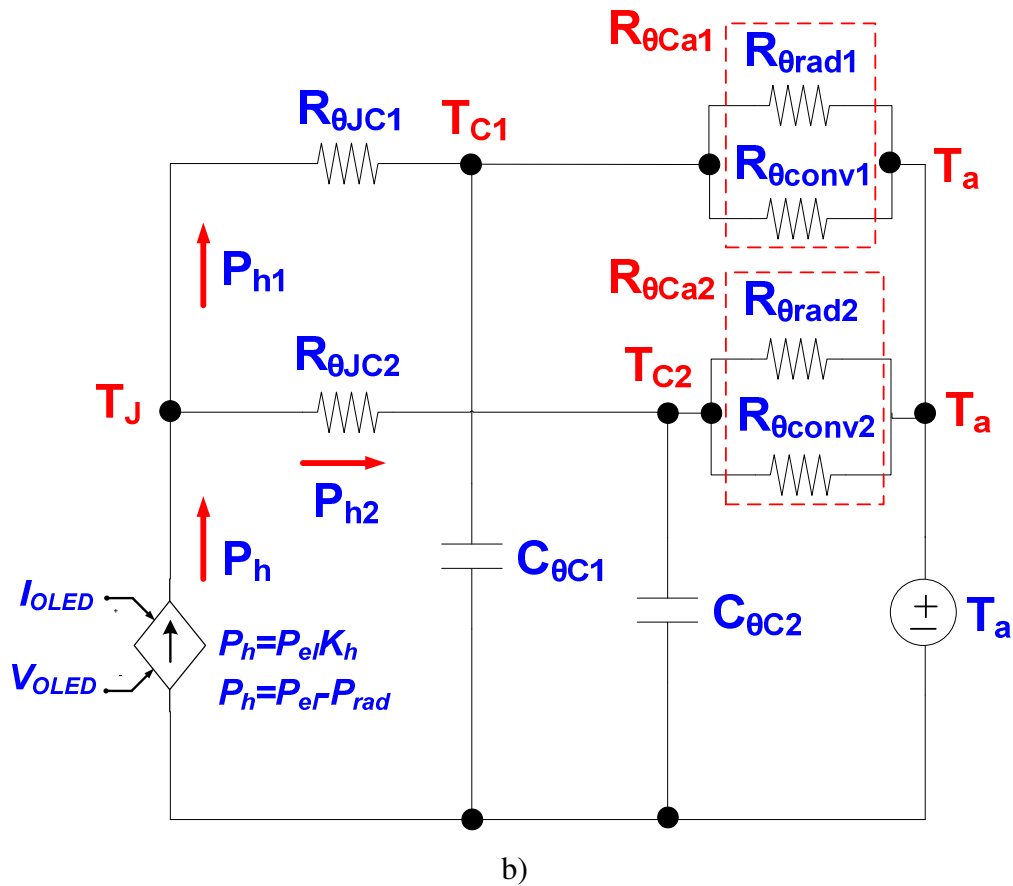 RθCa1
Rθrad1
RθJC1
TC1
Rθconv1
Ta
Ph1
RθCa2
Rθrad2
RθJC2
TC2
TJ
Rθconv2
Ta
Ph2
Ph
CθC1
IOLED
+
CθC2
+
Ta
Ph=PelKh
VOLED
-
Ph=Pel-Prad
b)